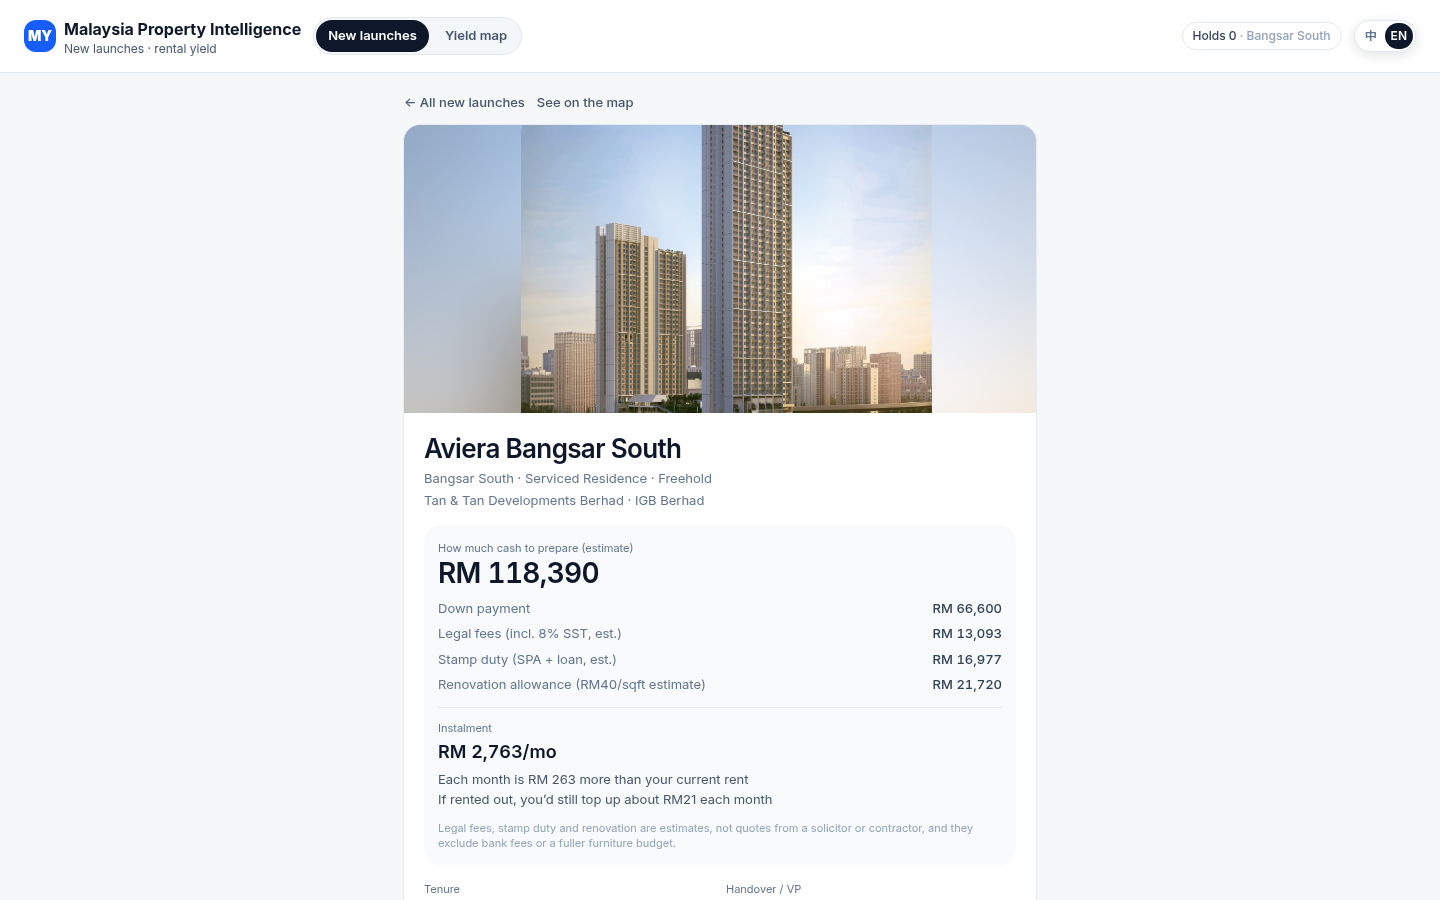 MY
Malaysia Property Intelligence
New launches · rental yield
New launches
Yield map
Holds 0 · Bangsar South
中
EN
← All new launches
See on the map
Aviera Bangsar South
Bangsar South · Serviced Residence · Freehold
Tan & Tan Developments Berhad · IGB Berhad
How much cash to prepare (estimate)
RM 118,390
Down payment RM 66,600
Legal fees (incl. 8% SST, est.) RM 13,093
Stamp duty (SPA + loan, est.) RM 16,977
Renovation allowance (RM40/sqft estimate) RM 21,720
Instalment
RM 2,763/mo
Each month is RM 263 more than your current rent
If rented out, you’d still top up about RM21 each month
Legal fees, stamp duty and renovation are estimates, not quotes from a solicitor or contractor, and they
exclude bank fees or a fuller furniture budget.
Tenure
Handover / VP